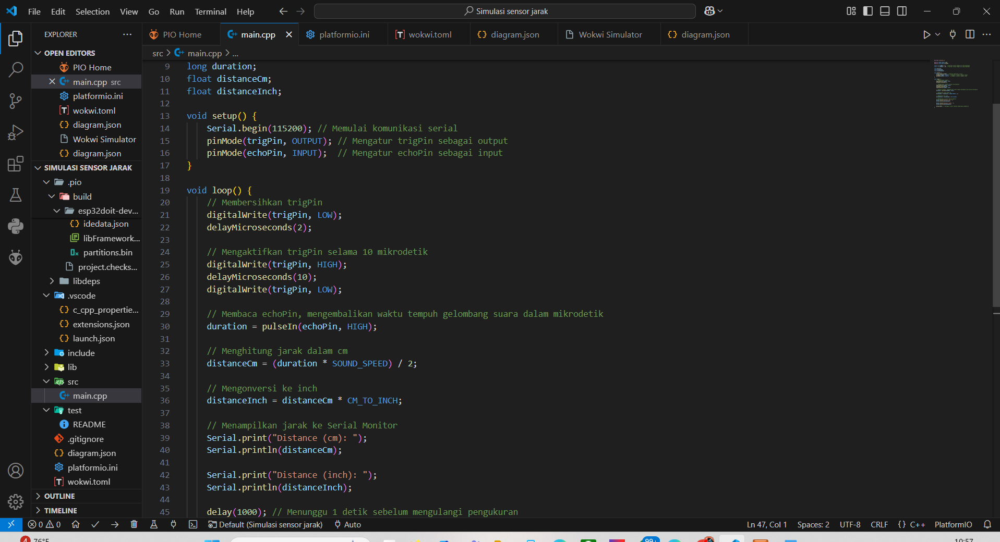 File Edit Selection View Go Run Terminal Help
Simulasi sensor jarak
EXPLORER
PIO Home
main.cpp
platformio.ini
wokwi.toml
diagram.json
Wokwi Simulator
diagram.json
OPEN EDITORS
PIO Home
main.cpp src
platformio.ini
wokwi.toml
diagram.json
Wokwi Simulator
diagram.json
SIMULASI SENSOR JARAK
.pio
build
esp32doit-dev...
idedata.json
libFramework...
partitions.bin
project.checks...
libdeps
.vscode
c_cpp_propertie...
extensions.json
launch.json
include
lib
src
main.cpp
test
README
.gitignore
diagram.json
platformio.ini
wokwi.toml
OUTLINE
TIMELINE
src > main.cpp > ...
9 long duration;
10 float distanceCm;
11 float distanceInch;
12
13 void setup() {
14 Serial.begin(115200); // Memulai komunikasi serial
15 pinMode(trigPin, OUTPUT); // Mengatur trigPin sebagai output
16 pinMode(echoPin, INPUT); // Mengatur echoPin sebagai input
17 }
18
19 void loop() {
20 // Membersihkan trigPin
21 digitalWrite(trigPin, LOW);
22 delayMicroseconds(2);
23
24 // Mengaktifkan trigPin selama 10 mikrodetik
25 digitalWrite(trigPin, HIGH);
26 delayMicroseconds(10);
27 digitalWrite(trigPin, LOW);
28
29 // Membaca echoPin, mengembalikan waktu tempuh gelombang suara dalam mikrodetik
30 duration = pulseIn(echoPin, HIGH);
31
32 // Menghitung jarak dalam cm
33 distanceCm = (duration * SOUND_SPEED) / 2;
34
35 // Mengonversi ke inch
36 distanceInch = distanceCm * CM_TO_INCH;
37
38 // Menampilkan jarak ke Serial Monitor
39 Serial.print("Distance (cm): ");
40 Serial.println(distanceCm);
41
42 Serial.print("Distance (inch): ");
43 Serial.println(distanceInch);
44
45 delay(1000); // Menunggu 1 detik sebelum mengulangi pengukuran
0 0 Default (Simulasi sensor jarak) Auto Ln 47, Col 1 Spaces: 2 UTF-8 CRLF {} C++ PlatformIO
4 76°F 99+ 10:57